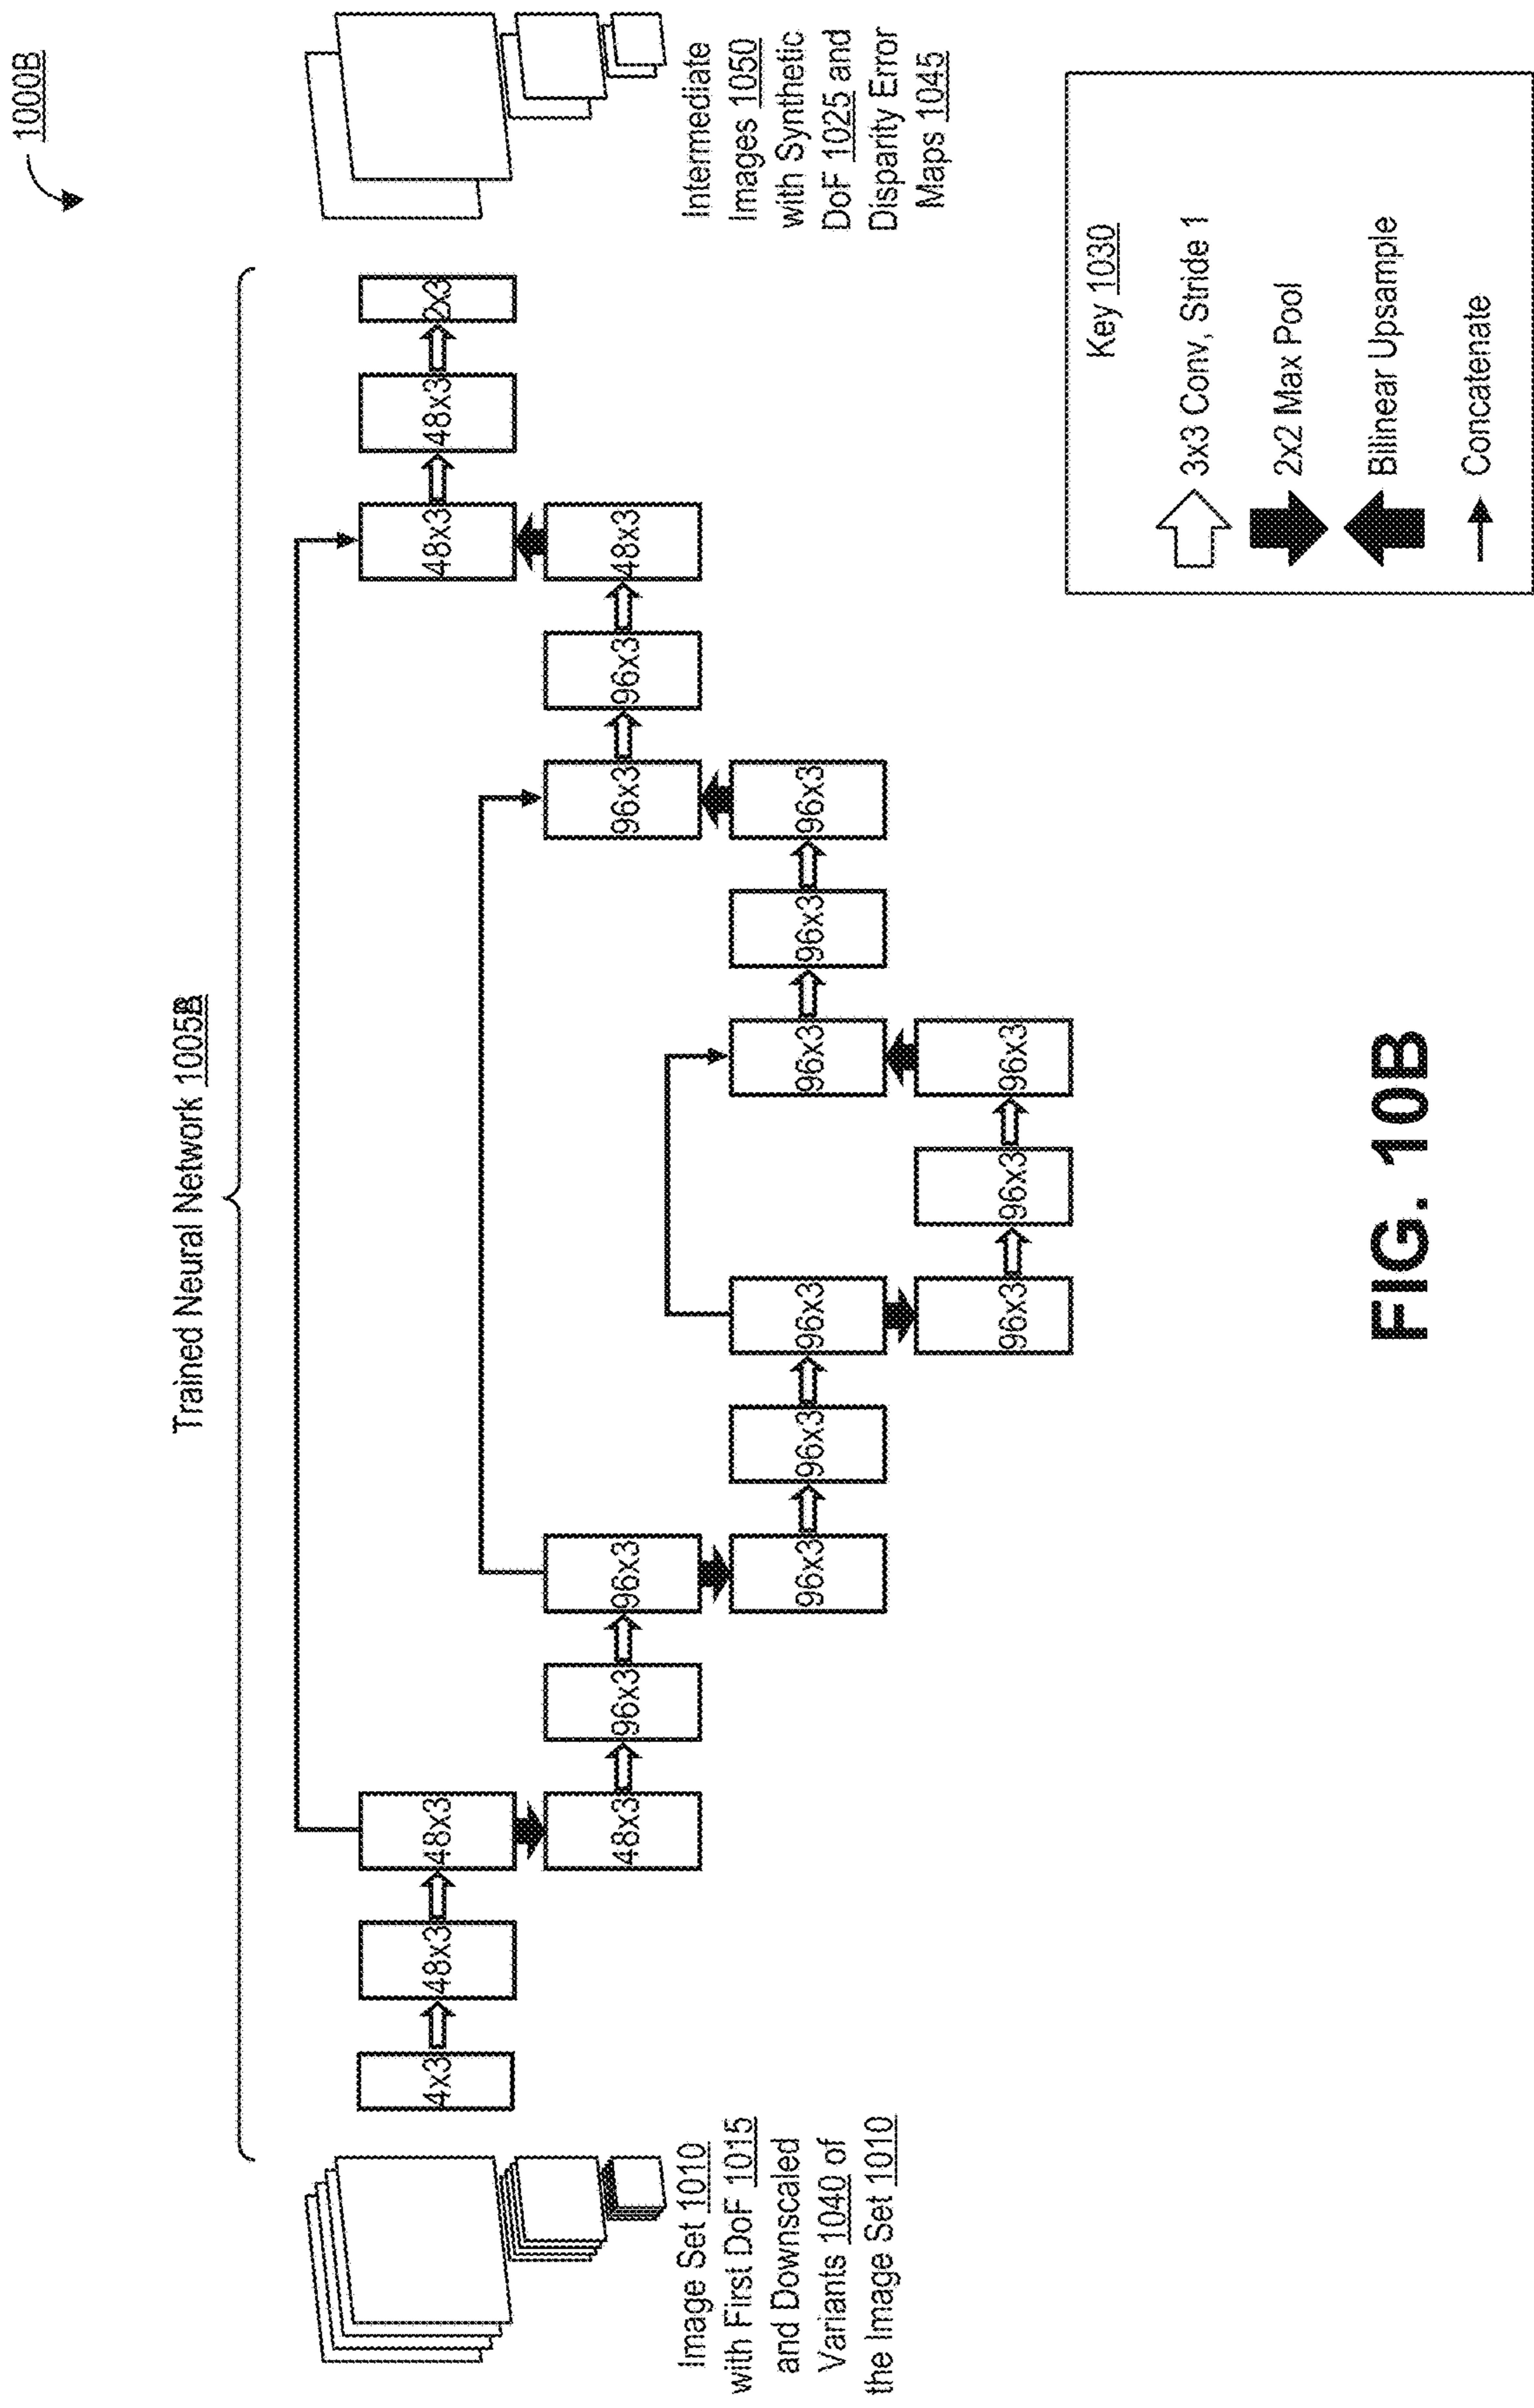 1000B
Trained Neural Network 1005B
4x3
48x3
48x3
48x3
48x3
2x3
48x3
96x3
96x3
96x3
96x3
48x3
96x3
96x3
96x3
96x3
96x3
96x3
96x3
96x3
96x3
Image Set 1010
with First DoF 1015
and Downscaled
Variants 1040 of
the Image Set 1010
Intermediate
Images 1050
with Synthetic
DoF 1025 and
Disparity Error
Maps 1045
Key 1030
3x3 Conv, Stride 1
2x2 Max Pool
Bilinear Upsample
Concatenate
FIG. 10B